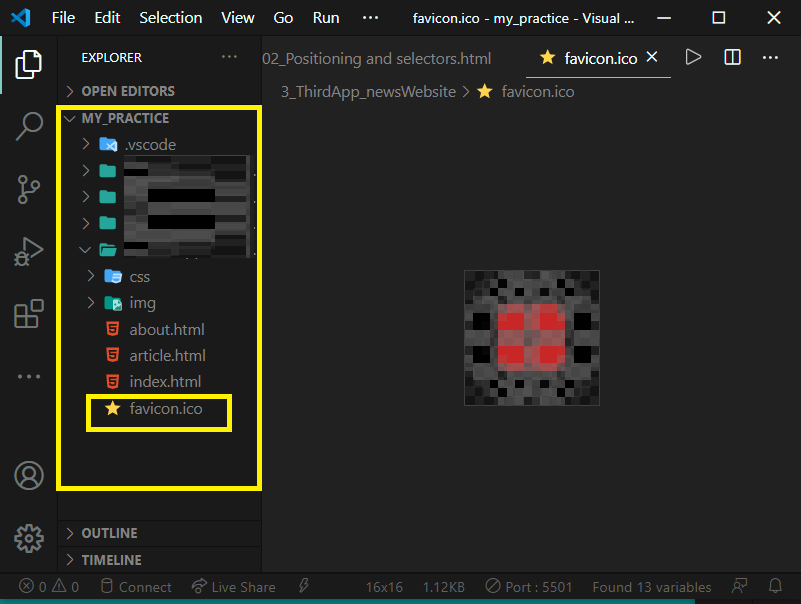 File Edit Selection View Go Run ··· favicon.ico - my_practice - Visual ...
EXPLORER ···
02_Positioning and selectors.html favicon.ico
OPEN EDITORS
3_ThirdApp_newsWebsite > favicon.ico
MY_PRACTICE
.vscode
css
img
about.html
article.html
index.html
favicon.ico
OUTLINE
TIMELINE
0 0 Connect Live Share 16x16 1.12KB Port : 5501 Found 13 variables